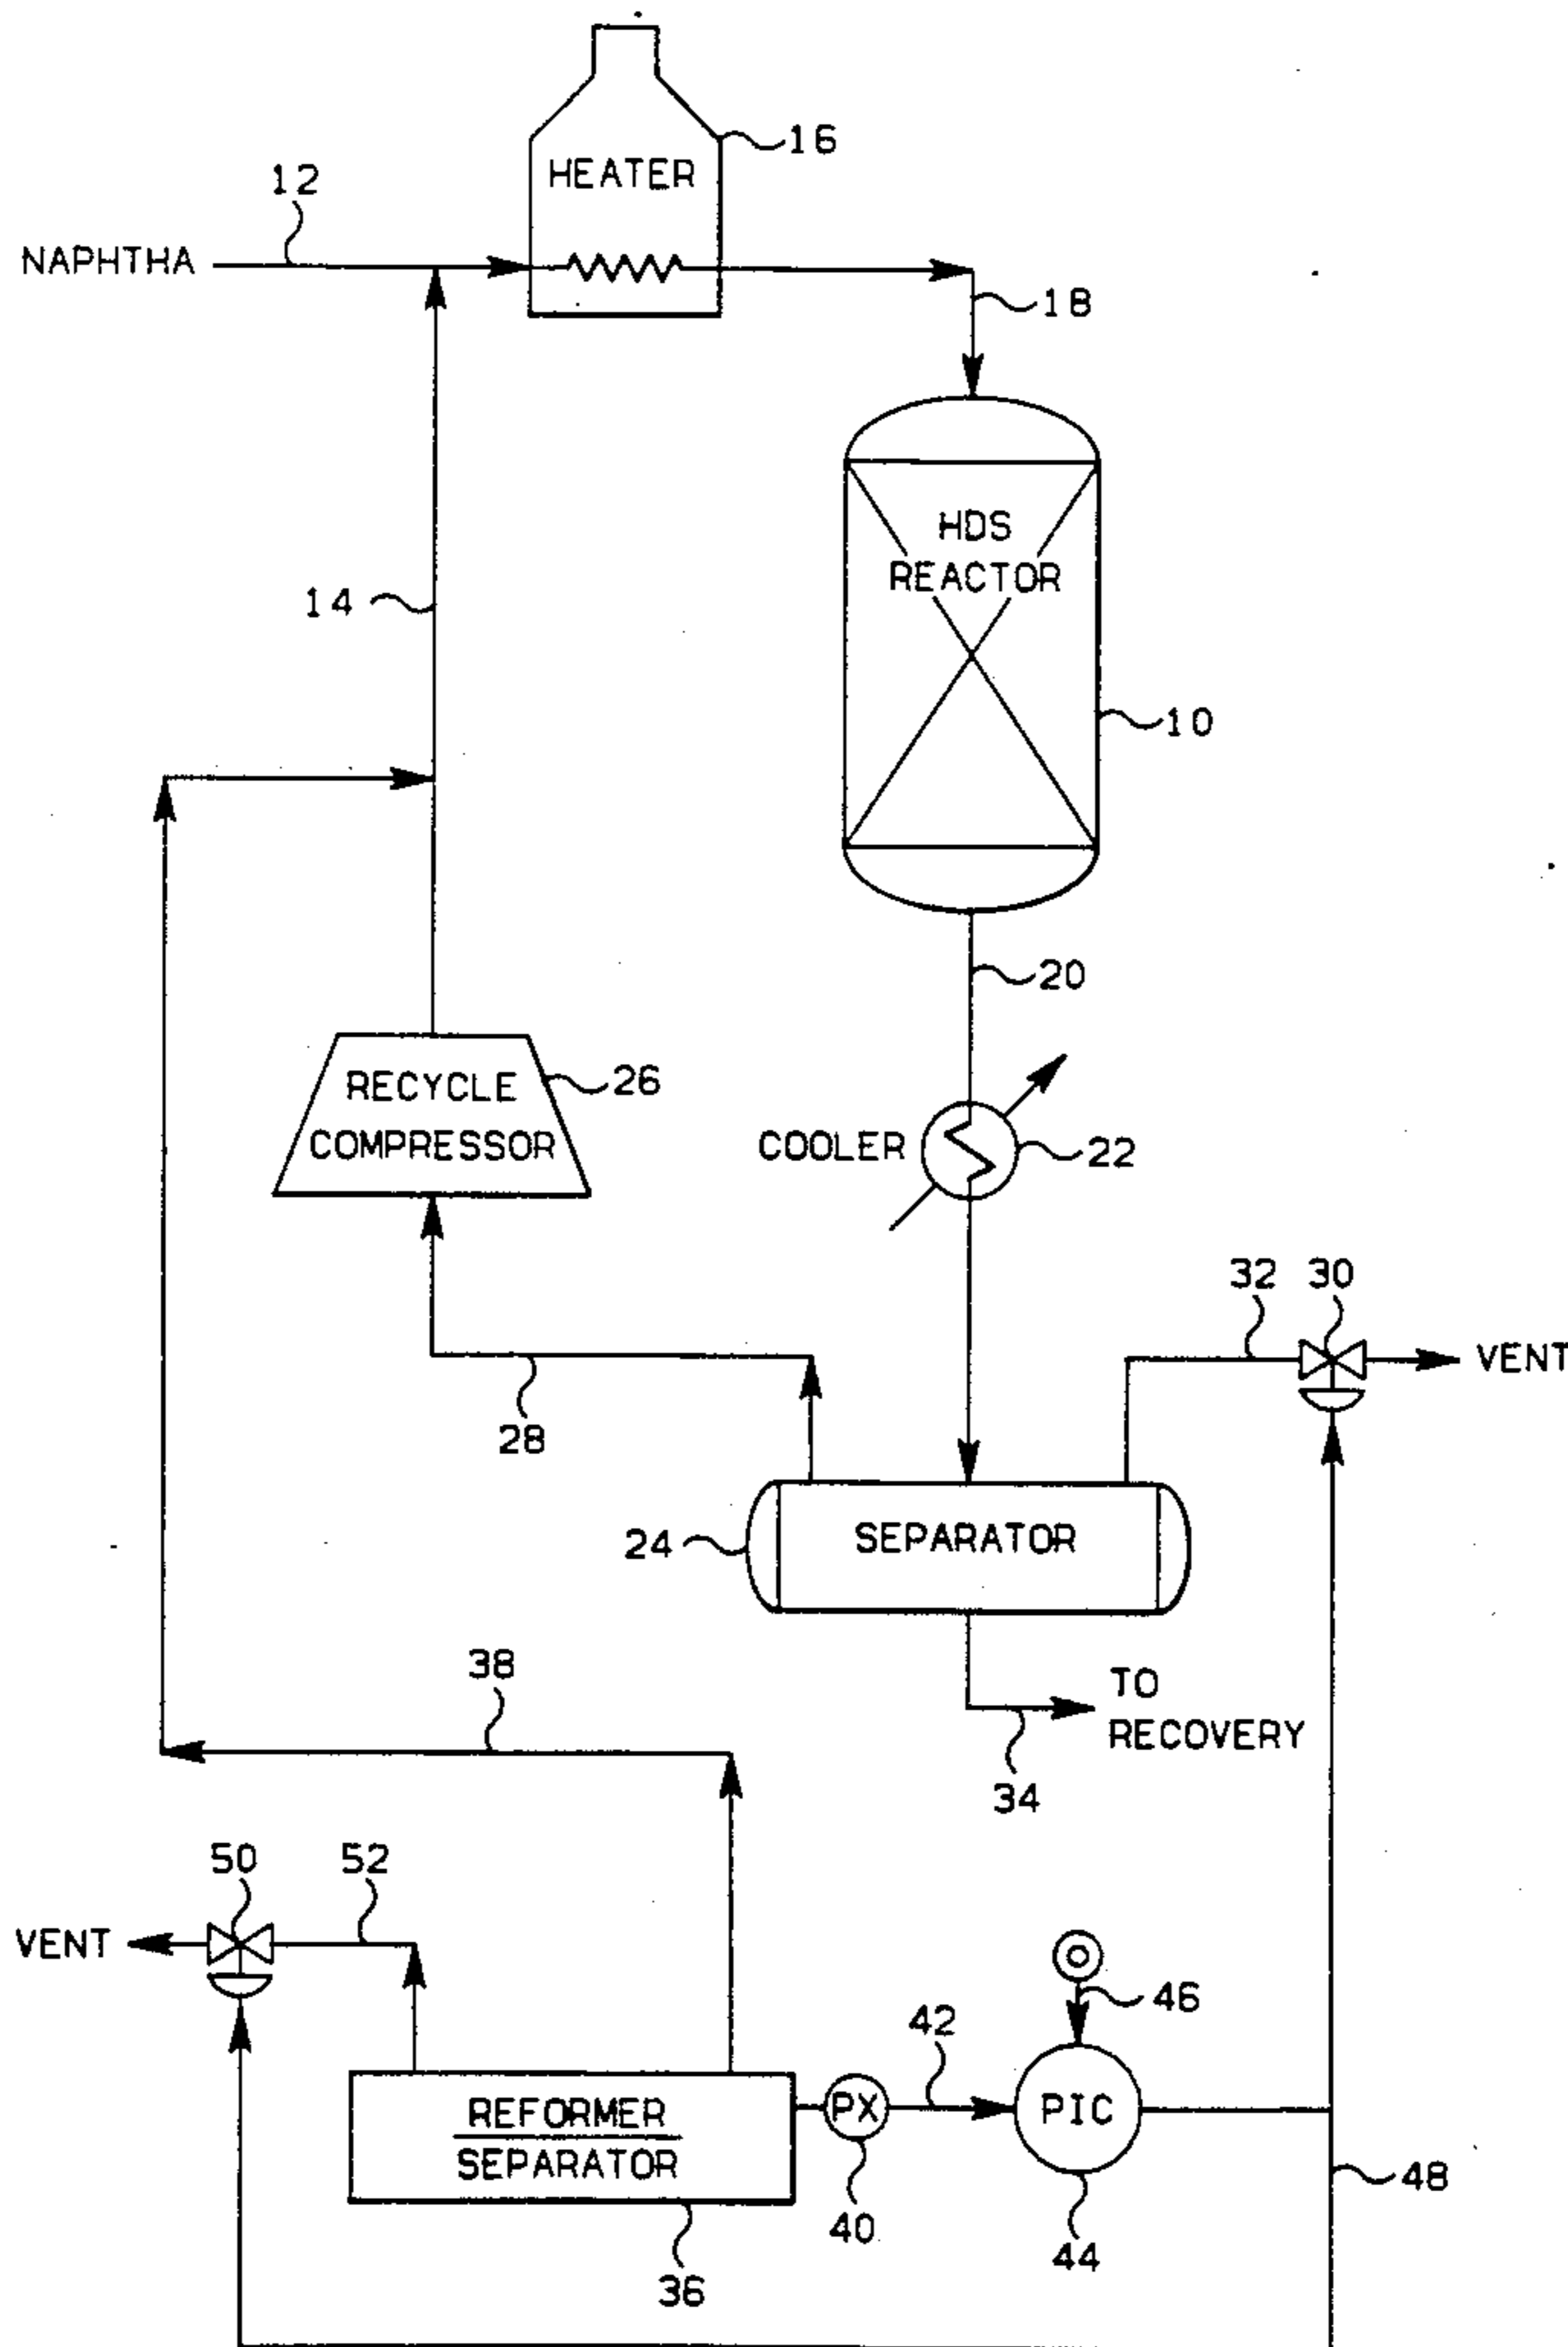 16
HEATER
12
NAPHTHA
18
HDS
REACTOR
14
10
20
RECYCLE
COMPRESSOR
26
COOLER
22
32
30
VENT
28
24
SEPARATOR
38
TO
RECOVERY
34
50
52
VENT
46
42
REFORMER
SEPARATOR
PX
PIC
48
40
44
36